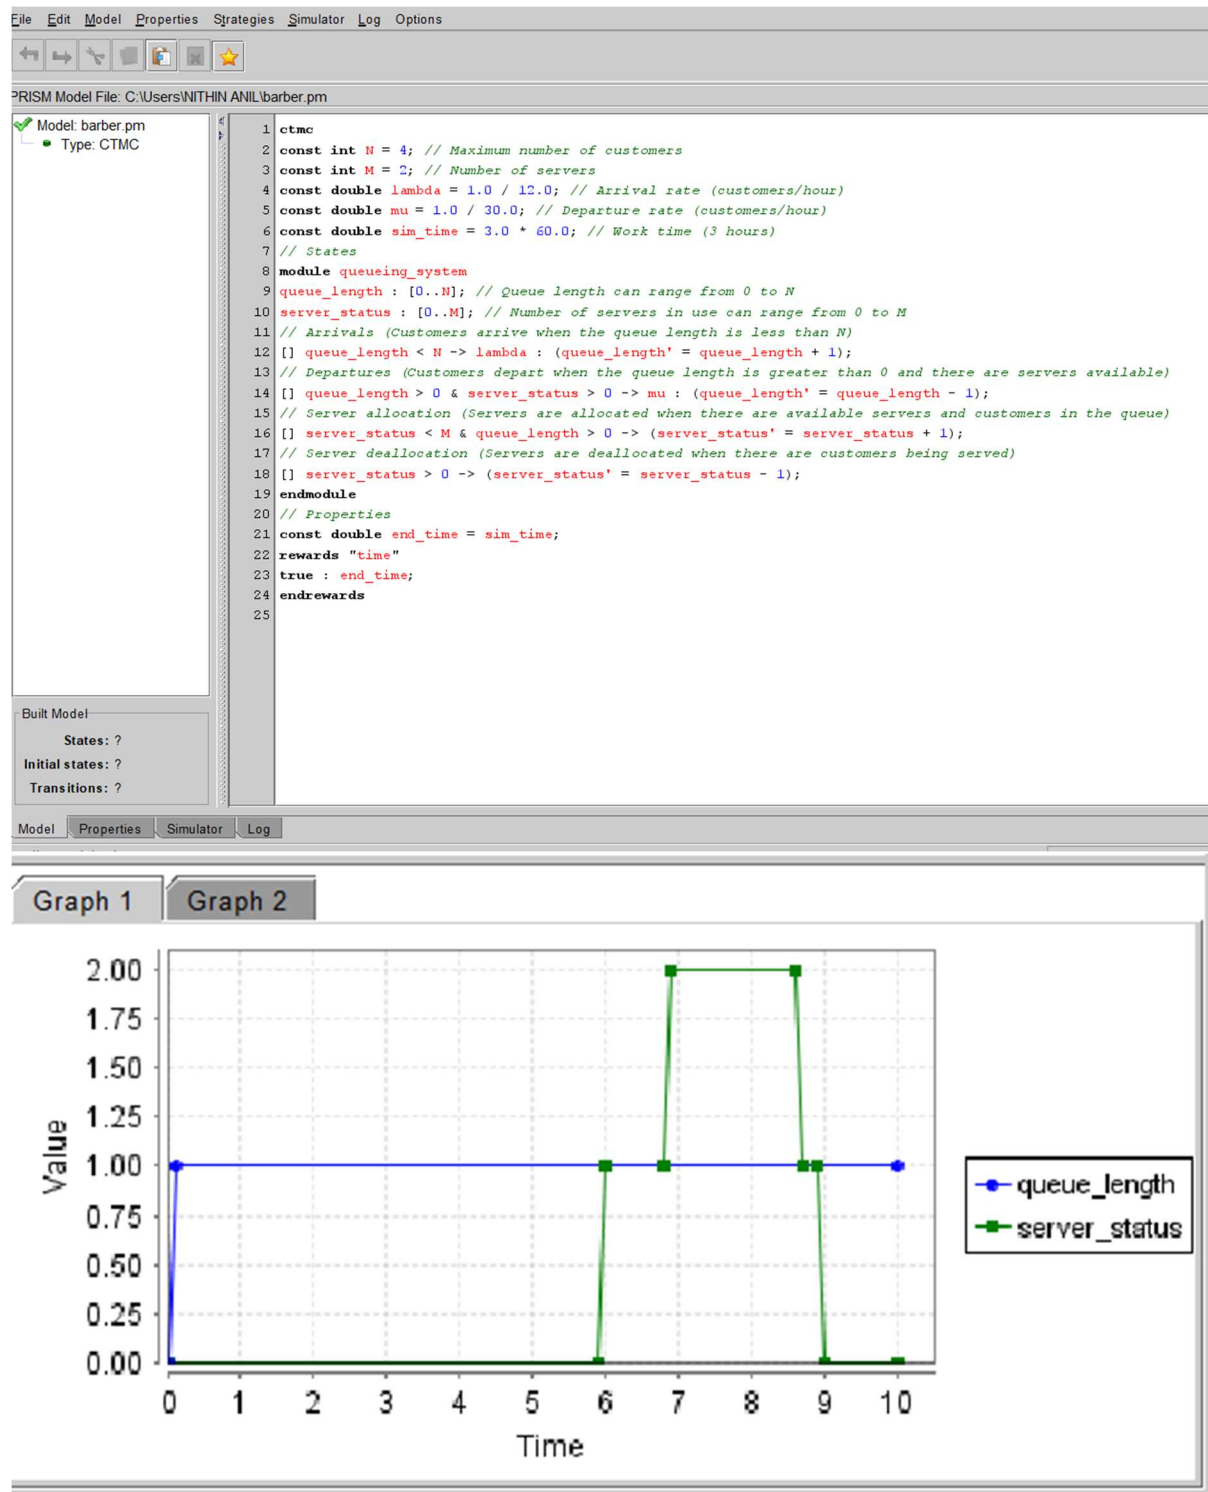 File Edit Model Properties Strategies Simulator Log Options
PRISM Model File: C:\Users\NITHIN ANIL\barber.pm
Model: barber.pm
Type: CTMC
1 ctmc
2 const int N = 4; // Maximum number of customers
3 const int M = 2; // Number of servers
4 const double lambda = 1.0 / 12.0; // Arrival rate (customers/hour)
5 const double mu = 1.0 / 30.0; // Departure rate (customers/hour)
6 const double sim_time = 3.0 * 60.0; // Work time (3 hours)
7 // States
8 module queueing_system
9 queue_length : [0..N]; // Queue length can range from 0 to N
10 server_status : [0..M]; // Number of servers in use can range from 0 to M
11 // Arrivals (Customers arrive when the queue length is less than N)
12 [] queue_length < N -> lambda : (queue_length' = queue_length + 1);
13 // Departures (Customers depart when the queue length is greater than 0 and there are servers available)
14 [] queue_length > 0 & server_status > 0 -> mu : (queue_length' = queue_length - 1);
15 // Server allocation (Servers are allocated when there are available servers and customers in the queue)
16 [] server_status < M & queue_length > 0 -> (server_status' = server_status + 1);
17 // Server deallocation (Servers are deallocated when there are customers being served)
18 [] server_status > 0 -> (server_status' = server_status - 1);
19 endmodule
20 // Properties
21 const double end_time = sim_time;
22 rewards "time"
23 true : end_time;
24 endrewards
25
Built Model
States: ?
Initial states: ?
Transitions: ?
Model Properties Simulator Log
Graph 1 Graph 2
2.00
1.75
1.50
1.25
1.00
0.75
0.50
0.25
0.00
Value
0 1 2 3 4 5 6 7 8 9 10
Time
queue_length
server_status